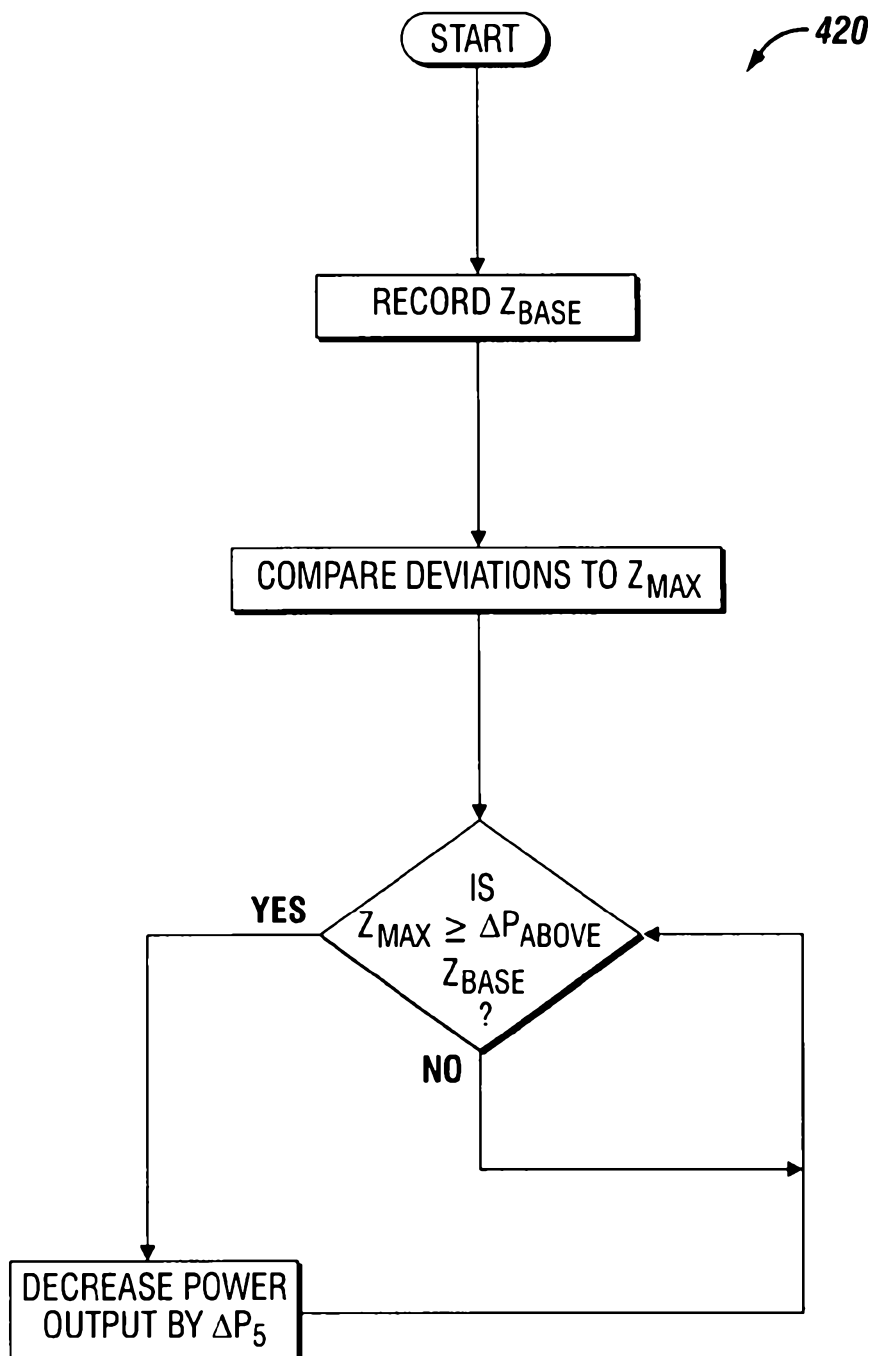 START
420
RECORD Z_BASE
COMPARE DEVIATIONS TO Z_MAX
IS
Z_MAX ≥ ΔP_ABOVE
Z_BASE
?
YES
NO
DECREASE POWER
OUTPUT BY ΔP_5